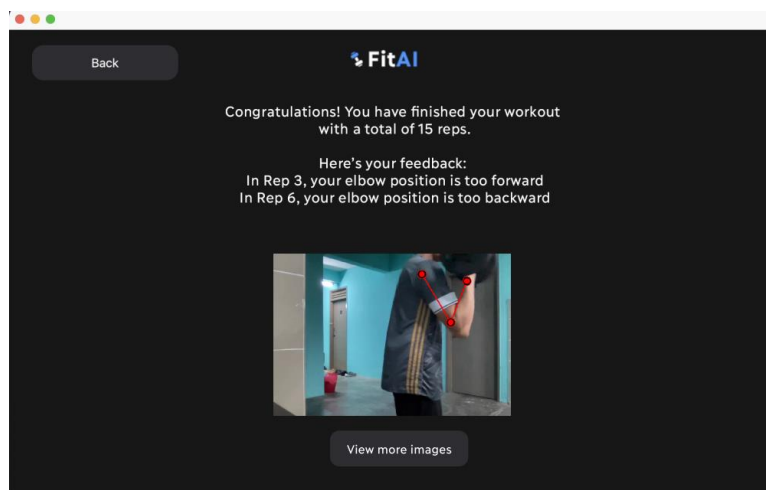 Back
FitAI
Congratulations! You have finished your workout
with a total of 15 reps.
Here's your feedback:
In Rep 3, your elbow position is too forward
In Rep 6, your elbow position is too backward
View more images